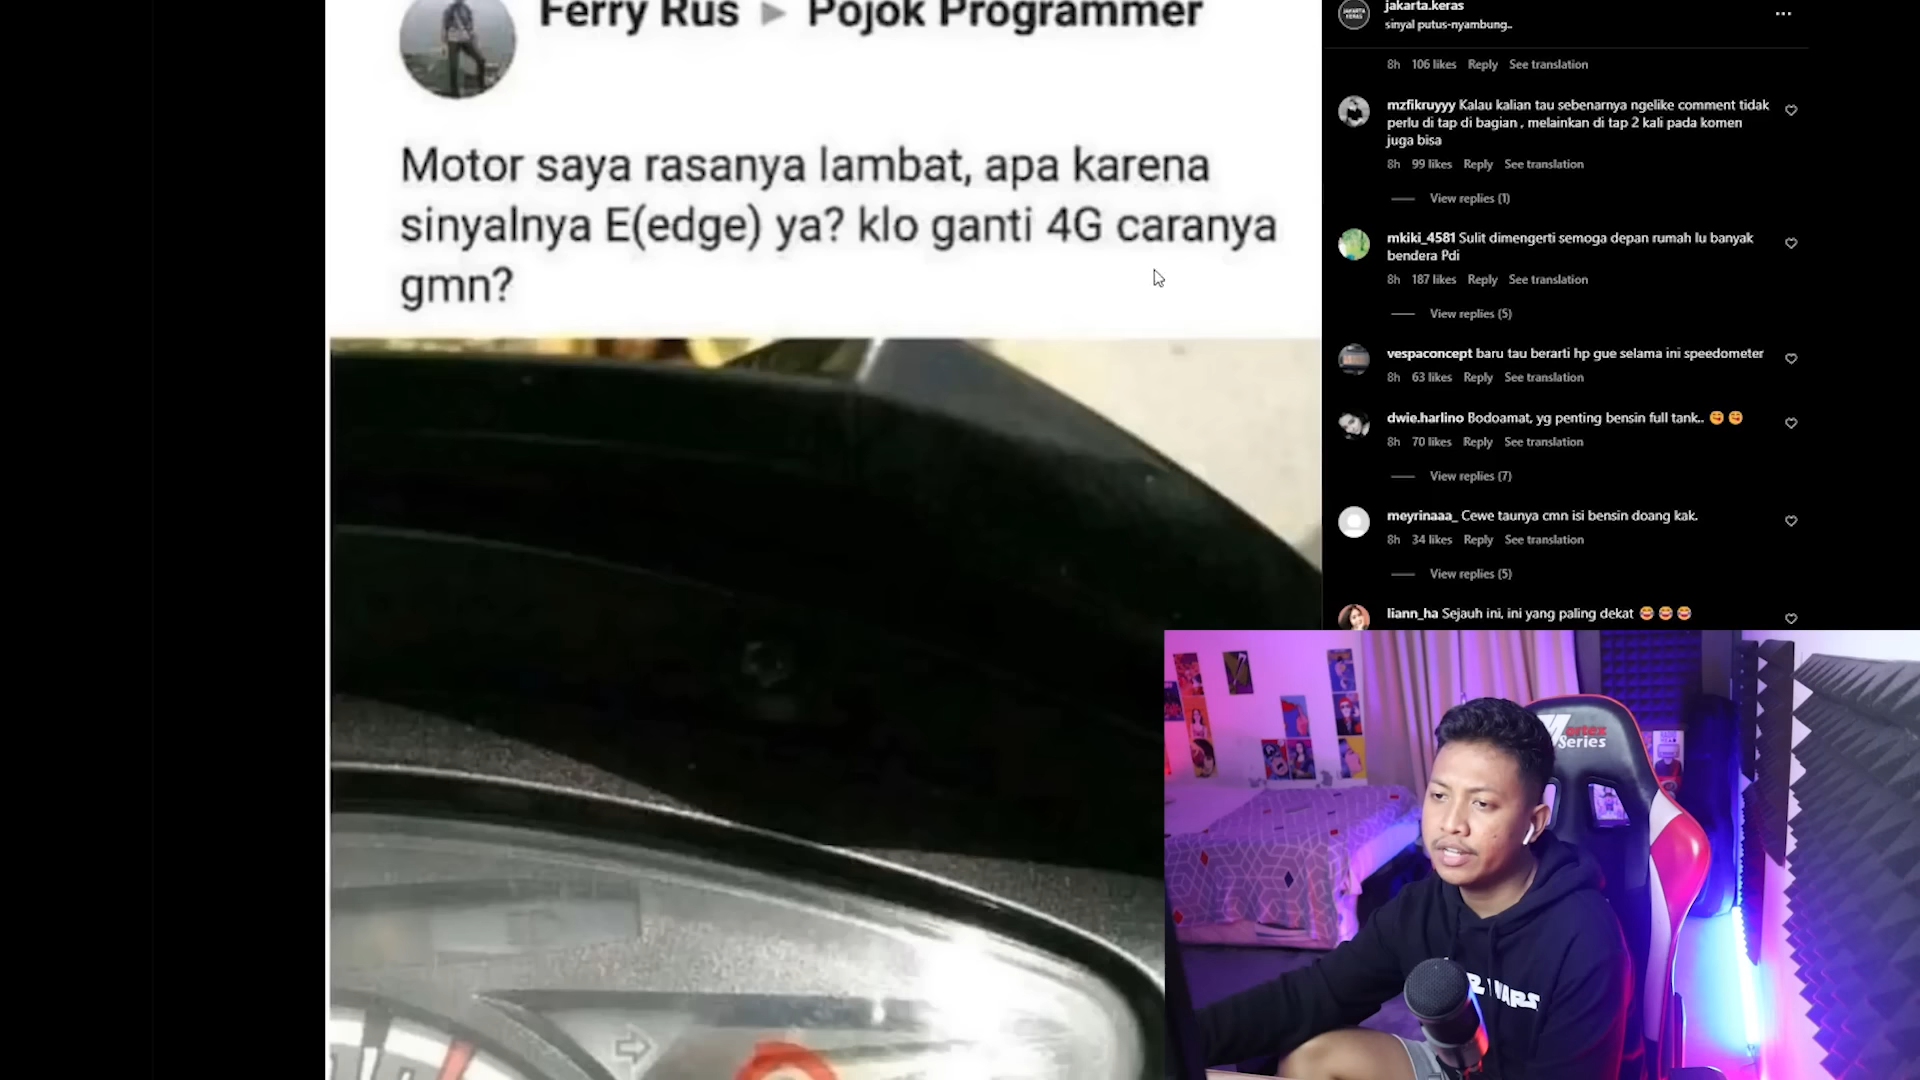 Ferry Rus ▶ Pojok Programmer
Motor saya rasanya lambat, apa karena
sinyalnya E(edge) ya? klo ganti 4G caranya
gmn?
JAKARTA
KERAS
jakarta.keras
sinyal putus-nyambung..
8h 106 likes Reply See translation
mzfikruyyy Kalau kalian tau sebenarnya ngelike comment tidak
perlu di tap di bagian , melainkan di tap 2 kali pada komen
juga bisa
8h 99 likes Reply See translation
View replies (1)
mkiki_4581 Sulit dimengerti semoga depan rumah lu banyak
bendera Pdi
8h 187 likes Reply See translation
View replies (5)
vespaconcept baru tau berarti hp gue selama ini speedometer
8h 63 likes Reply See translation
dwie.harlino Bodoamat, yg penting bensin full tank.. 😋 😋
8h 70 likes Reply See translation
View replies (7)
meyrinaaa_ Cewe taunya cmn isi bensin doang kak.
8h 34 likes Reply See translation
View replies (5)
liann_ha Sejauh ini, ini yang paling dekat 😂 😂 😂
Vortex
Series
WARS